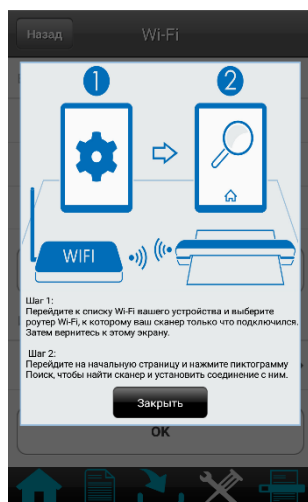 Назад
Wi-Fi
1
2
WIFI
Шаг 1:
Перейдите к списку Wi-Fi вашего устройства и выберите
роутер Wi-Fi, к которому ваш сканер только что подключился.
Затем вернитесь к этому экрану.
Шаг 2:
Перейдите на начальную страницу и нажмите пиктограмму
Поиск, чтобы найти сканер и установить соединение с ним.
Закрыть
OK